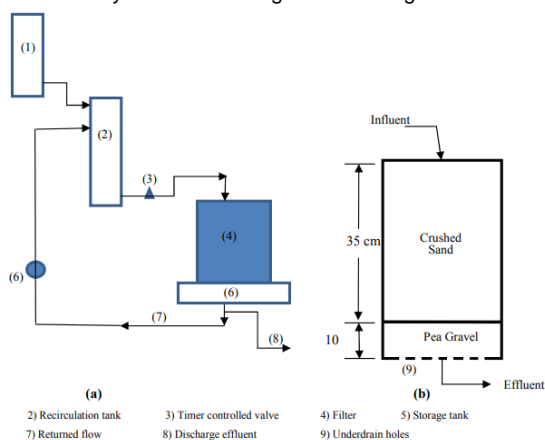 (1)
(2)
(3)
(4)
(6)
(6)
(7)
(8)
(a)
Influent
35 cm
Crushed
Sand
10
Pea Gravel
(9)
Effluent
(b)
2) Recirculation tank 3) Timer controlled valve 4) Filter 5) Storage tank
7) Returned flow 8) Discharge effluent 9) Underdrain holes